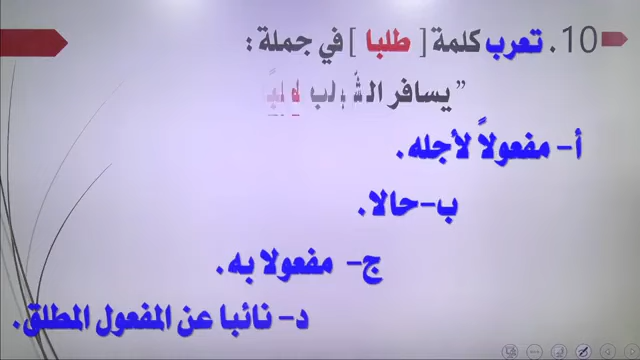 10. تعرب كلمة [ طلبا ] في جملة :
" يسافر
أ- مفعولاً لأجله.
ب-حالا.
ج- مفعولا به.
د- نائبا عن المفعول المطلق.